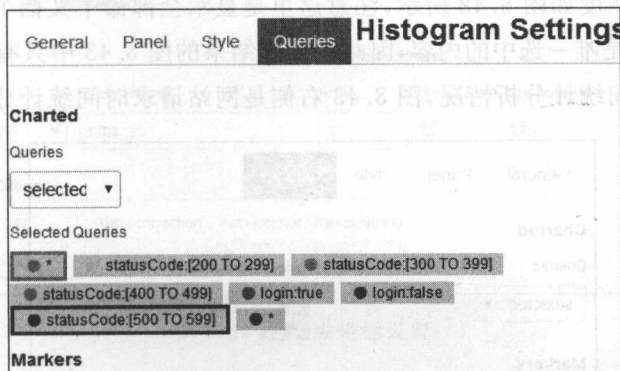 General Panel Style Queries Histogram Settings
Charted
Queries
selected
Selected Queries
* statusCode:[200 TO 299] statusCode:[300 TO 399]
statusCode:[400 TO 499] login:true login:false
statusCode:[500 TO 599] *
Markers